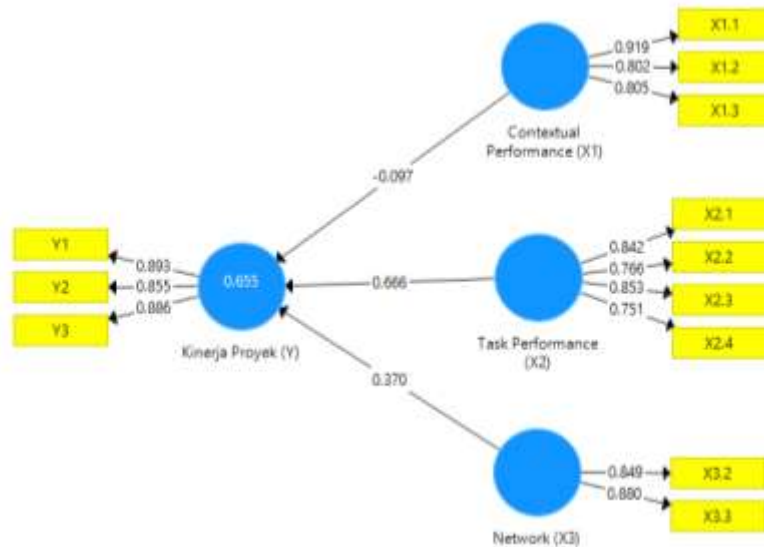 X1.1
0.919
0.802
X1.2
0.805
X1.3
Contextual
Performance (X1)
-0.097
Y1
0.893
Y2
0.855
Y3
0.886
0.655
Kinerja Proyek (Y)
0.666
X2.1
0.842
X2.2
0.766
0.853
X2.3
0.751
X2.4
Task Performance
(X2)
0.370
0.849
X3.2
0.880
X3.3
Network (X3)